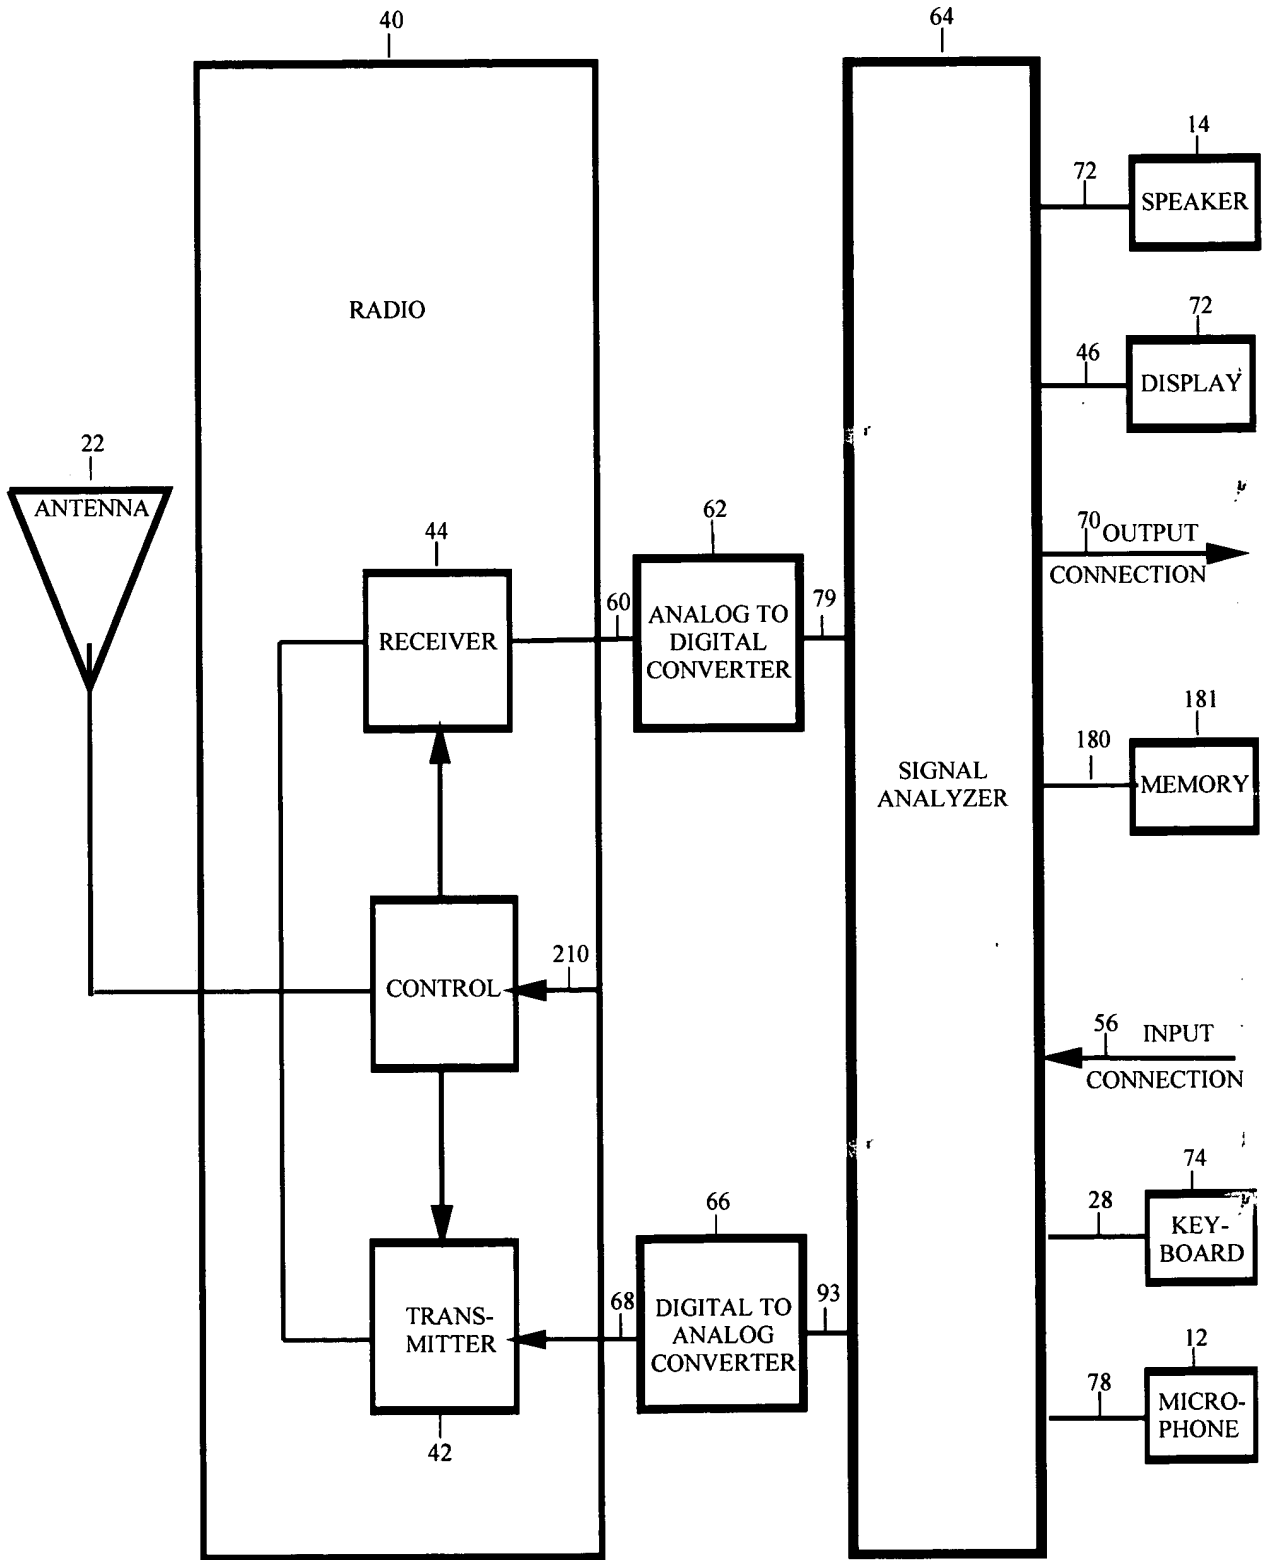 40
64
14
72
SPEAKER
RADIO
72
46
DISPLAY
22
ANTENNA
44
RECEIVER
60
62
ANALOG TO
DIGITAL
CONVERTER
79
70 OUTPUT
CONNECTION
SIGNAL
ANALYZER
181
180
MEMORY
CONTROL
210
56 INPUT
CONNECTION
74
28
KEY-
BOARD
66
68
DIGITAL TO
ANALOG
CONVERTER
93
TRANS-
MITTER
42
12
78
MICRO-
PHONE